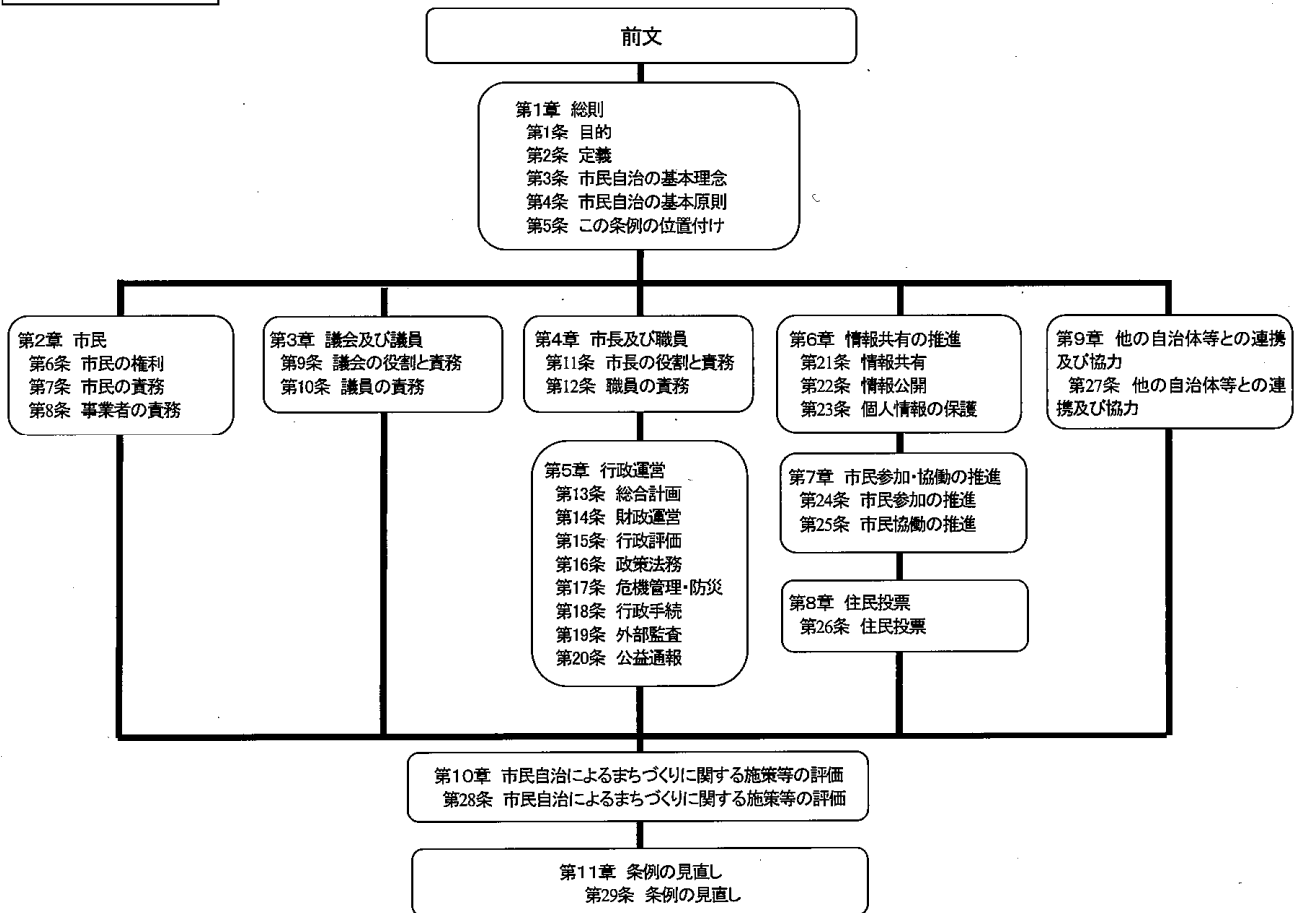 前文
第1章 総則
第1条 目的
第2条 定義
第3条 市民自治の基本理念
第4条 市民自治の基本原則
第5条 この条例の位置付け
第2章 市民
第6条 市民の権利
第7条 市民の責務
第8条 事業者の責務
第3章 議会及び議員
第9条 議会の役割と責務
第10条 議員の責務
第4章 市長及び職員
第11条 市長の役割と責務
第12条 職員の責務
第5章 行政運営
第13条 総合計画
第14条 財政運営
第15条 行政評価
第16条 政策法務
第17条 危機管理・防災
第18条 行政手続
第19条 外部監査
第20条 公益通報
第6章 情報共有の推進
第21条 情報共有
第22条 情報公開
第23条 個人情報の保護
第7章 市民参加・協働の推進
第24条 市民参加の推進
第25条 市民協働の推進
第8章 住民投票
第26条 住民投票
第9章 他の自治体等との連携
及び協力
第27条 他の自治体等との連
携及び協力
第10章 市民自治によるまちづくりに関する施策等の評価
第28条 市民自治によるまちづくりに関する施策等の評価
第11章 条例の見直し
第29条 条例の見直し